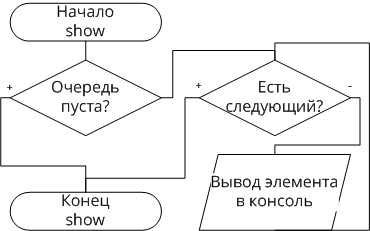 Начало
show
Очередь
пуста?
+
Есть
следующий?
+
-
Вывод элемента
в консоль
Конец
show